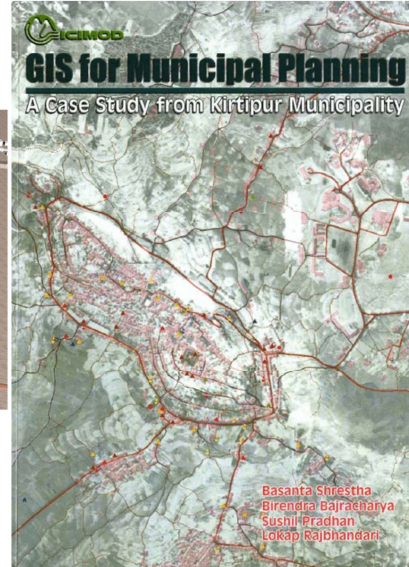 ICIMOD
GIS for Municipal Planning
A Case Study from Kirtipur Municipality
Basanta Shrestha
Birendra Bajracharya
Sushil Pradhan
Lokap Rajbhandari